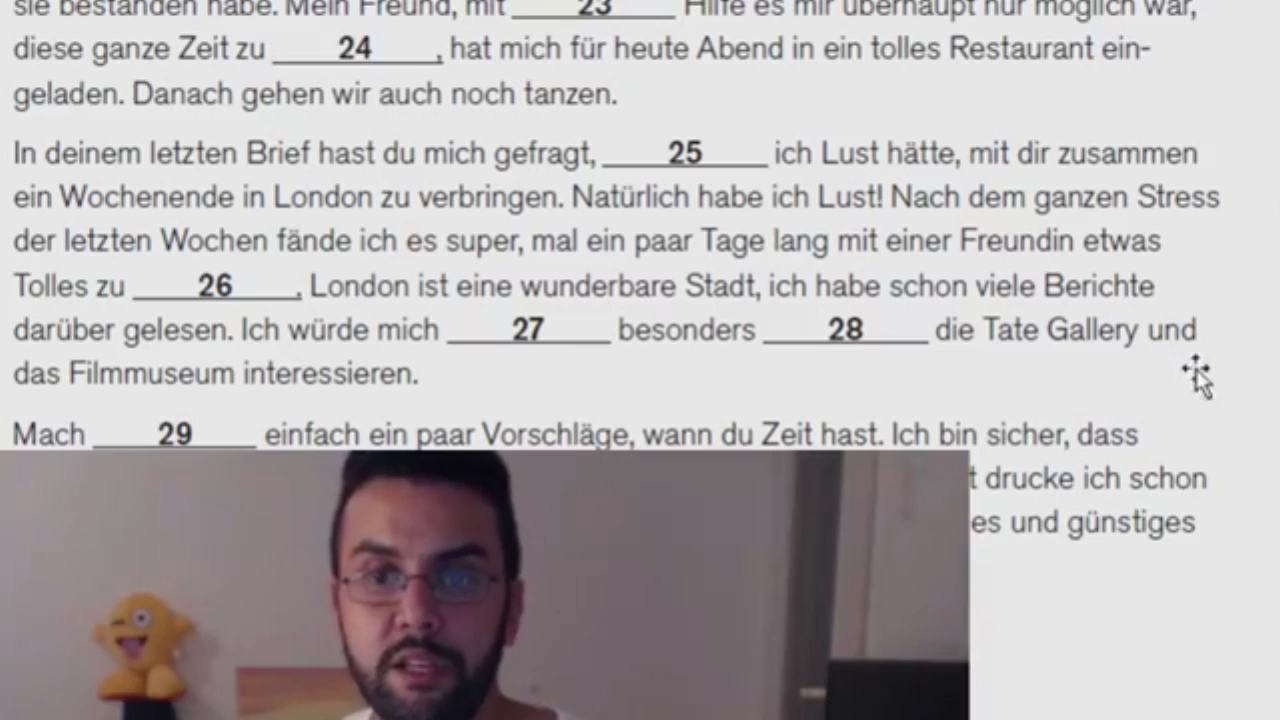 sie bestanden habe. Mein Freund, mit 23 Hilfe es mir überhaupt nur möglich war,
diese ganze Zeit zu 24 , hat mich für heute Abend in ein tolles Restaurant ein-
geladen. Danach gehen wir auch noch tanzen.
In deinem letzten Brief hast du mich gefragt, 25 ich Lust hätte, mit dir zusammen
ein Wochenende in London zu verbringen. Natürlich habe ich Lust! Nach dem ganzen Stress
der letzten Wochen fände ich es super, mal ein paar Tage lang mit einer Freundin etwas
Tolles zu 26 . London ist eine wunderbare Stadt, ich habe schon viele Berichte
darüber gelesen. Ich würde mich 27 besonders 28 die Tate Gallery und
das Filmmuseum interessieren.
Mach 29 einfach ein paar Vorschläge, wann du Zeit hast. Ich bin sicher, dass
drucke ich schon
es und günstiges